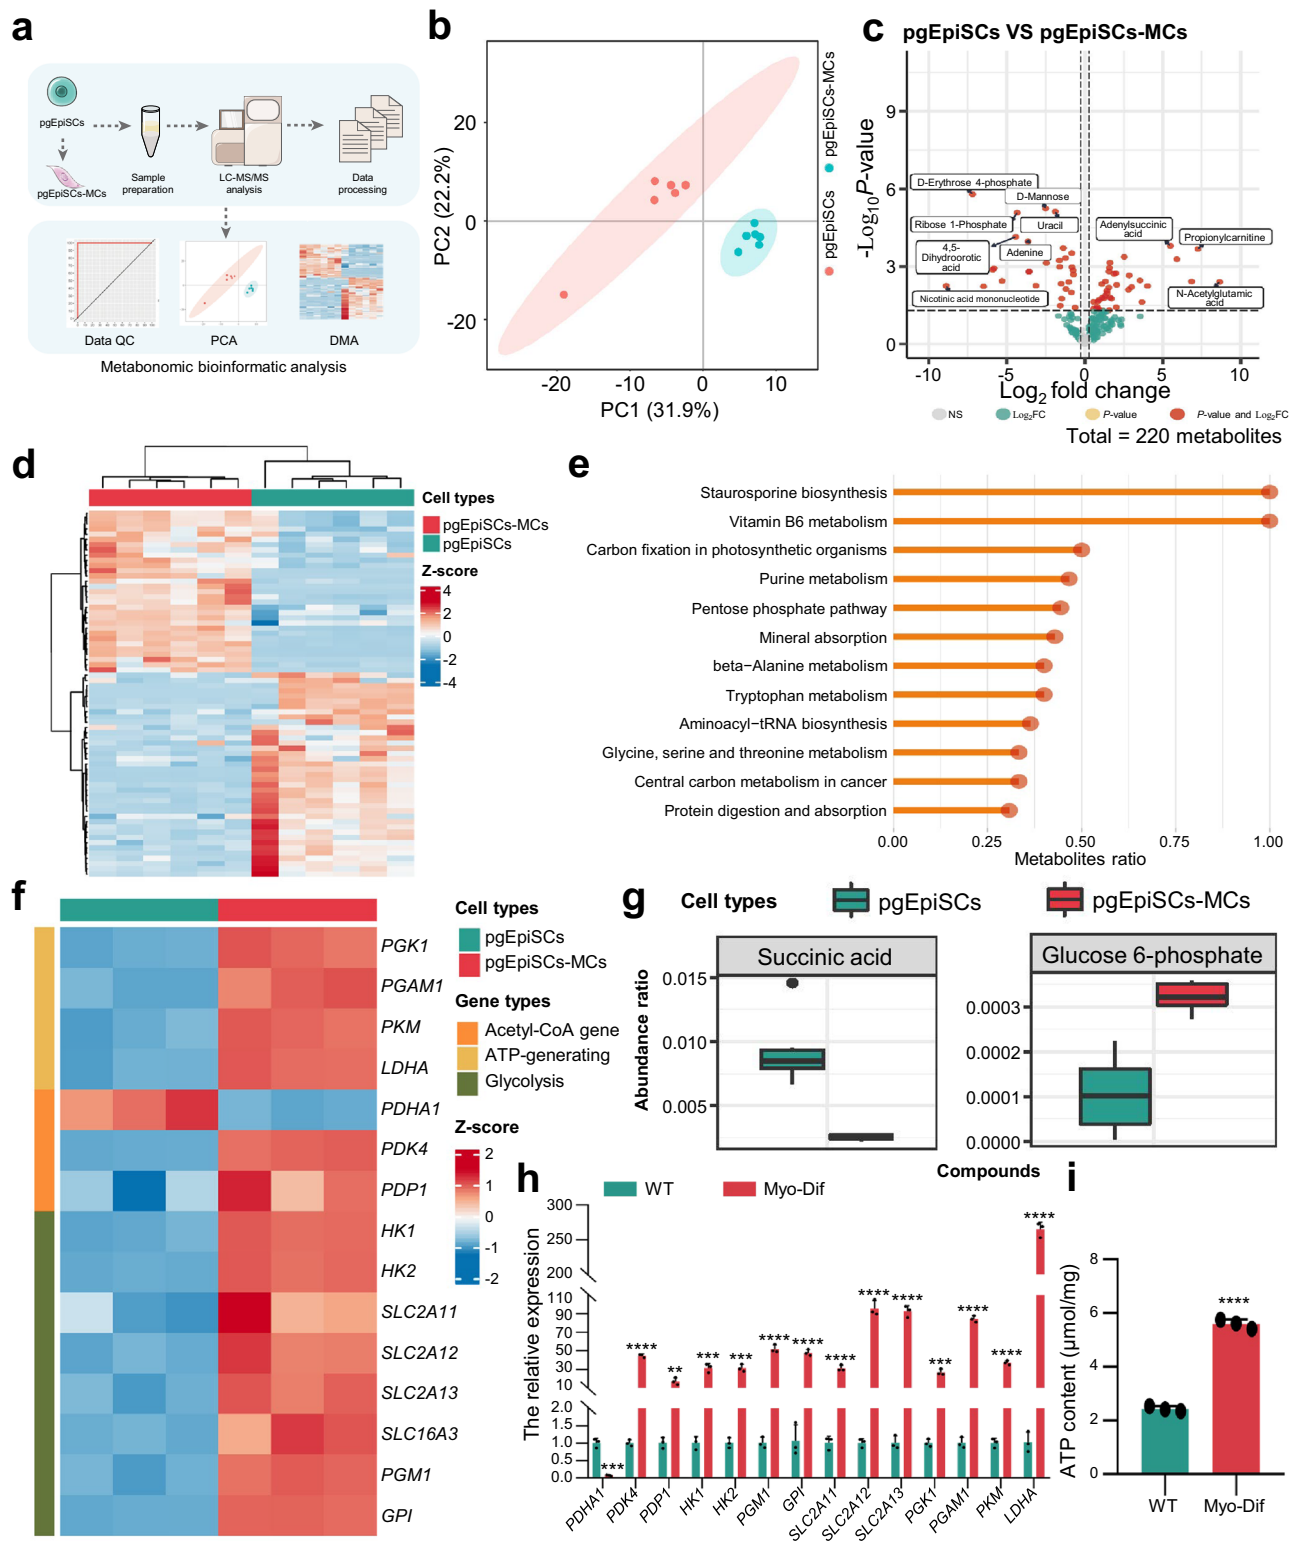 a
pgEpiSCs
pgEpiSCs-MCs
Sample
preparation
LC-MS/MS
analysis
Data
processing
Data QC
PCA
DMA
Metabonomic bioinformatic analysis
b
20
0
-20
-20
-10
0
10
PC2 (22.2%)
PC1 (31.9%)
pgEpiSCs
pgEpiSCs-MCs
c
pgEpiSCs VS pgEpiSCs-MCs
-Log10P-value
9
6
3
0
D-Erythrose 4-phosphate
D-Mannose
Ribose 1-Phosphate
Uracil
4,5-
Dihydroorotic
acid
Adenine
Nicotinic acid mononucleotide
Adenylsuccinic
acid
Propionylcarnitine
N-Acetylglutamic
acid
-10
-5
0
5
10
Log2 fold change
NS
Log2FC
P-value
P-value and Log2FC
Total = 220 metabolites
d
Cell types
pgEpiSCs-MCs
pgEpiSCs
Z-score
4
2
0
-2
-4
e
Staurosporine biosynthesis
Vitamin B6 metabolism
Carbon fixation in photosynthetic organisms
Purine metabolism
Pentose phosphate pathway
Mineral absorption
beta−Alanine metabolism
Tryptophan metabolism
Aminoacyl−tRNA biosynthesis
Glycine, serine and threonine metabolism
Central carbon metabolism in cancer
Protein digestion and absorption
0.00
0.25
0.50
0.75
1.00
Metabolites ratio
f
PGK1
PGAM1
PKM
LDHA
PDHA1
PDK4
PDP1
HK1
HK2
SLC2A11
SLC2A12
SLC2A13
SLC16A3
PGM1
GPI
Cell types
pgEpiSCs
pgEpiSCs-MCs
Gene types
Acetyl-CoA gene
ATP-generating
Glycolysis
Z-score
2
1
0
-1
-2
g
Cell types
pgEpiSCs
pgEpiSCs-MCs
Succinic acid
Glucose 6-phosphate
Abundance ratio
0.015
0.010
0.005
0.0003
0.0002
0.0001
0.0000
Compounds
h
WT
Myo-Dif
The relative expression
300
250
200
110
90
70
50
30
10
2.0
1.5
1.0
0.5
0.0
***
****
**
***
***
****
****
****
****
****
***
****
****
****
PDHA1
PDK4
PDP1
HK1
HK2
PGM1
GPI
SLC2A11
SLC2A12
SLC2A13
PGK1
PGAM1
PKM
LDHA
i
ATP content (μmol/mg)
8
6
4
2
0
****
WT
Myo-Dif